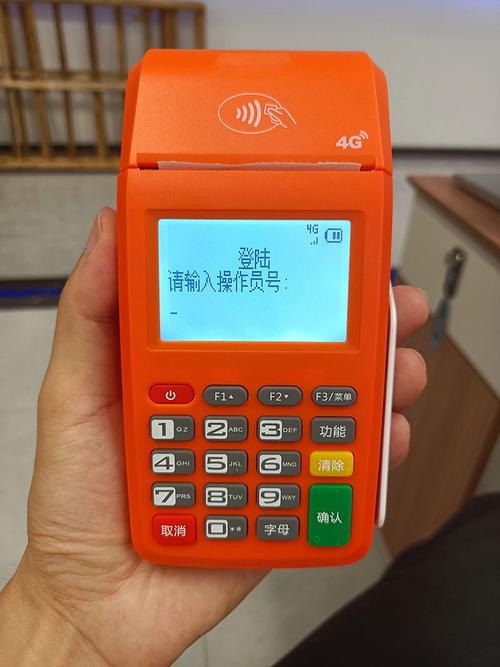 4G
4G
登陆
请输入操作员号:
_
F1▲ F2▼ F3/菜单
1 QZ 2 ABC 3 DEF 功能
4 GHI 5 JKL 6 MNO 清除
7 PRS 8 TUV 9 WXY 确认
取消 0 *# 字母